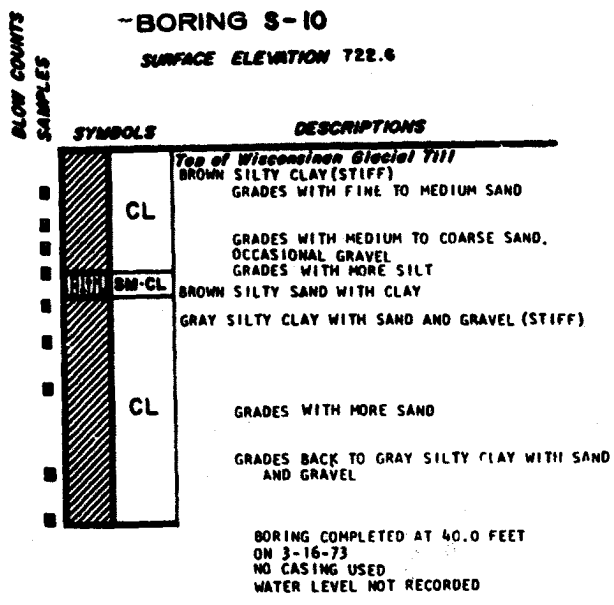 ~BORING S-10
SURFACE ELEVATION 722.6
BLOW COUNTS
SAMPLES
SYMBOLS
DESCRIPTIONS
Top of Wisconsinan Glacial Till
BROWN SILTY CLAY (STIFF)
GRADES WITH FINE TO MEDIUM SAND
CL
GRADES WITH MEDIUM TO COARSE SAND,
OCCASIONAL GRAVEL
GRADES WITH MORE SILT
SM-CL
BROWN SILTY SAND WITH CLAY
GRAY SILTY CLAY WITH SAND AND GRAVEL (STIFF)
CL
GRADES WITH MORE SAND
GRADES BACK TO GRAY SILTY CLAY WITH SAND
AND GRAVEL
BORING COMPLETED AT 40.0 FEET
ON 3-16-73
NO CASING USED
WATER LEVEL NOT RECORDED